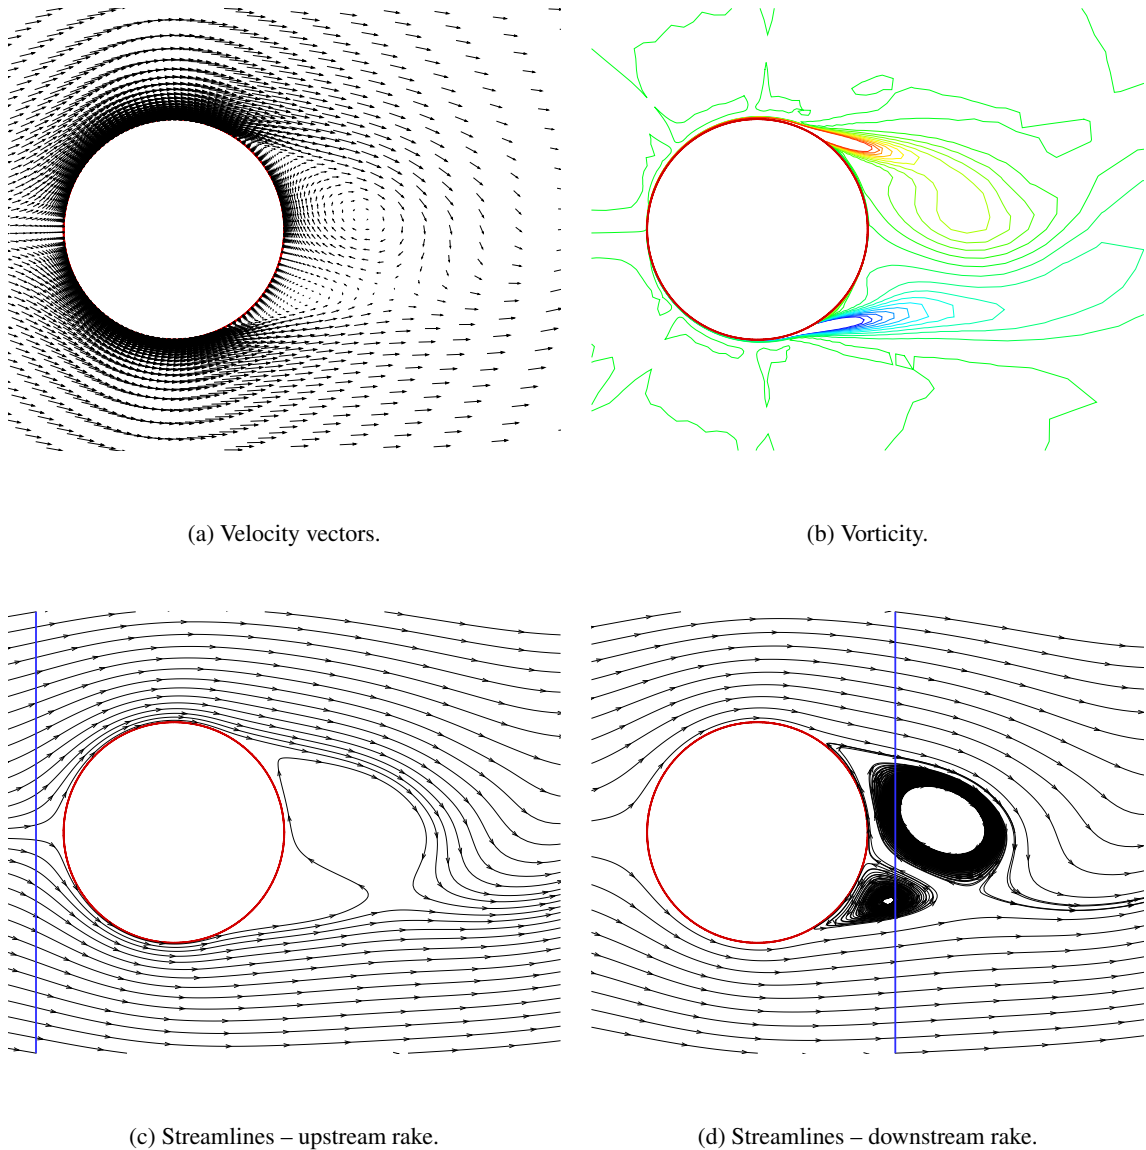 (a) Velocity vectors.
(b) Vorticity.
(c) Streamlines – upstream rake.
(d) Streamlines – downstream rake.